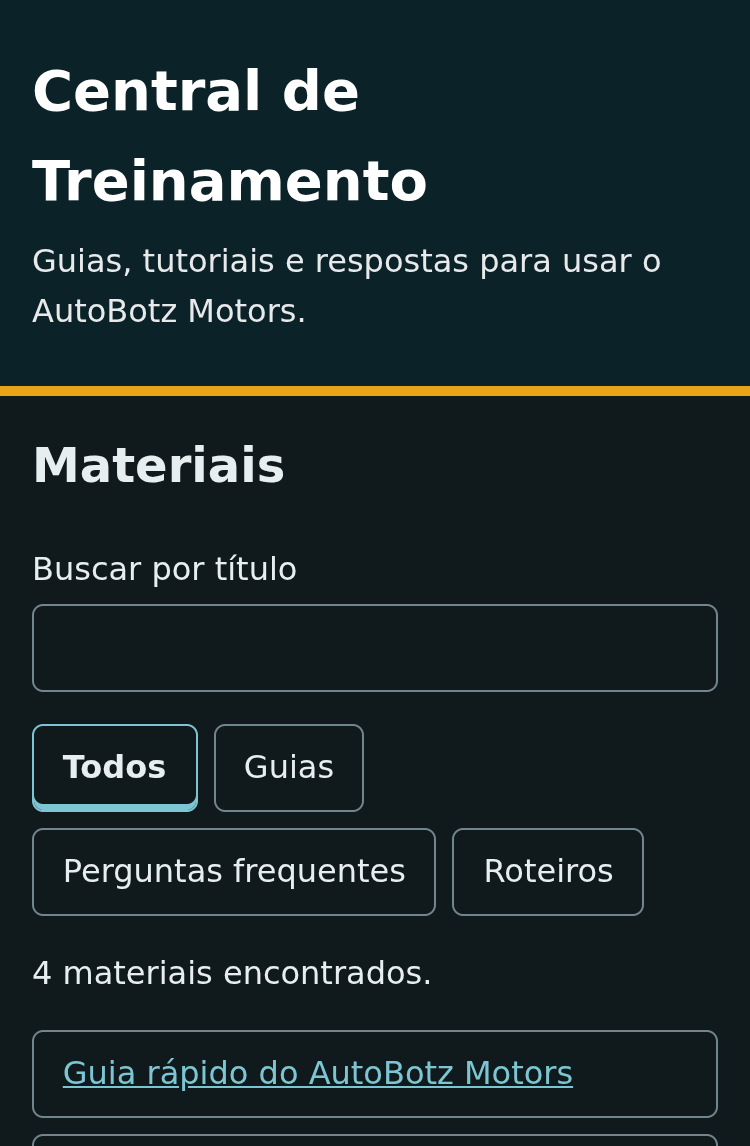 Central de
Treinamento
Guias, tutoriais e respostas para usar o
AutoBotz Motors.
Materiais
Buscar por título
Todos
Guias
Perguntas frequentes
Roteiros
4 materiais encontrados.
Guia rápido do AutoBotz Motors